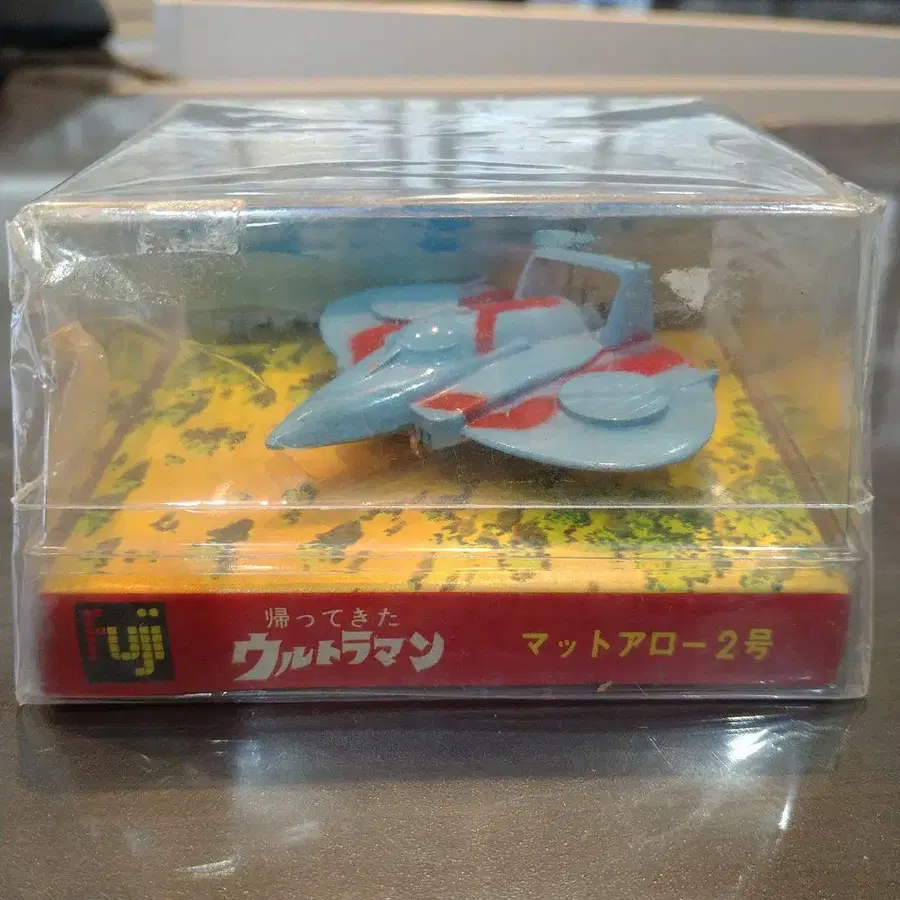 Fuji
帰ってきた
ウルトラマン
マットアロー2号